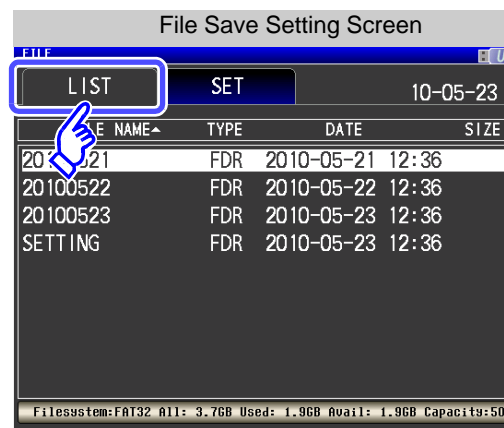 File Save Setting Screen
FILE
LIST SET 10-05-23
E NAME▲ TYPE DATE SIZE
20100521 FDR 2010-05-21 12:36
20100522 FDR 2010-05-22 12:36
20100523 FDR 2010-05-23 12:36
SETTING FDR 2010-05-23 12:36
Filesystem:FAT32 All: 3.7GB Used: 1.9GB Avail: 1.9GB Capacity:50